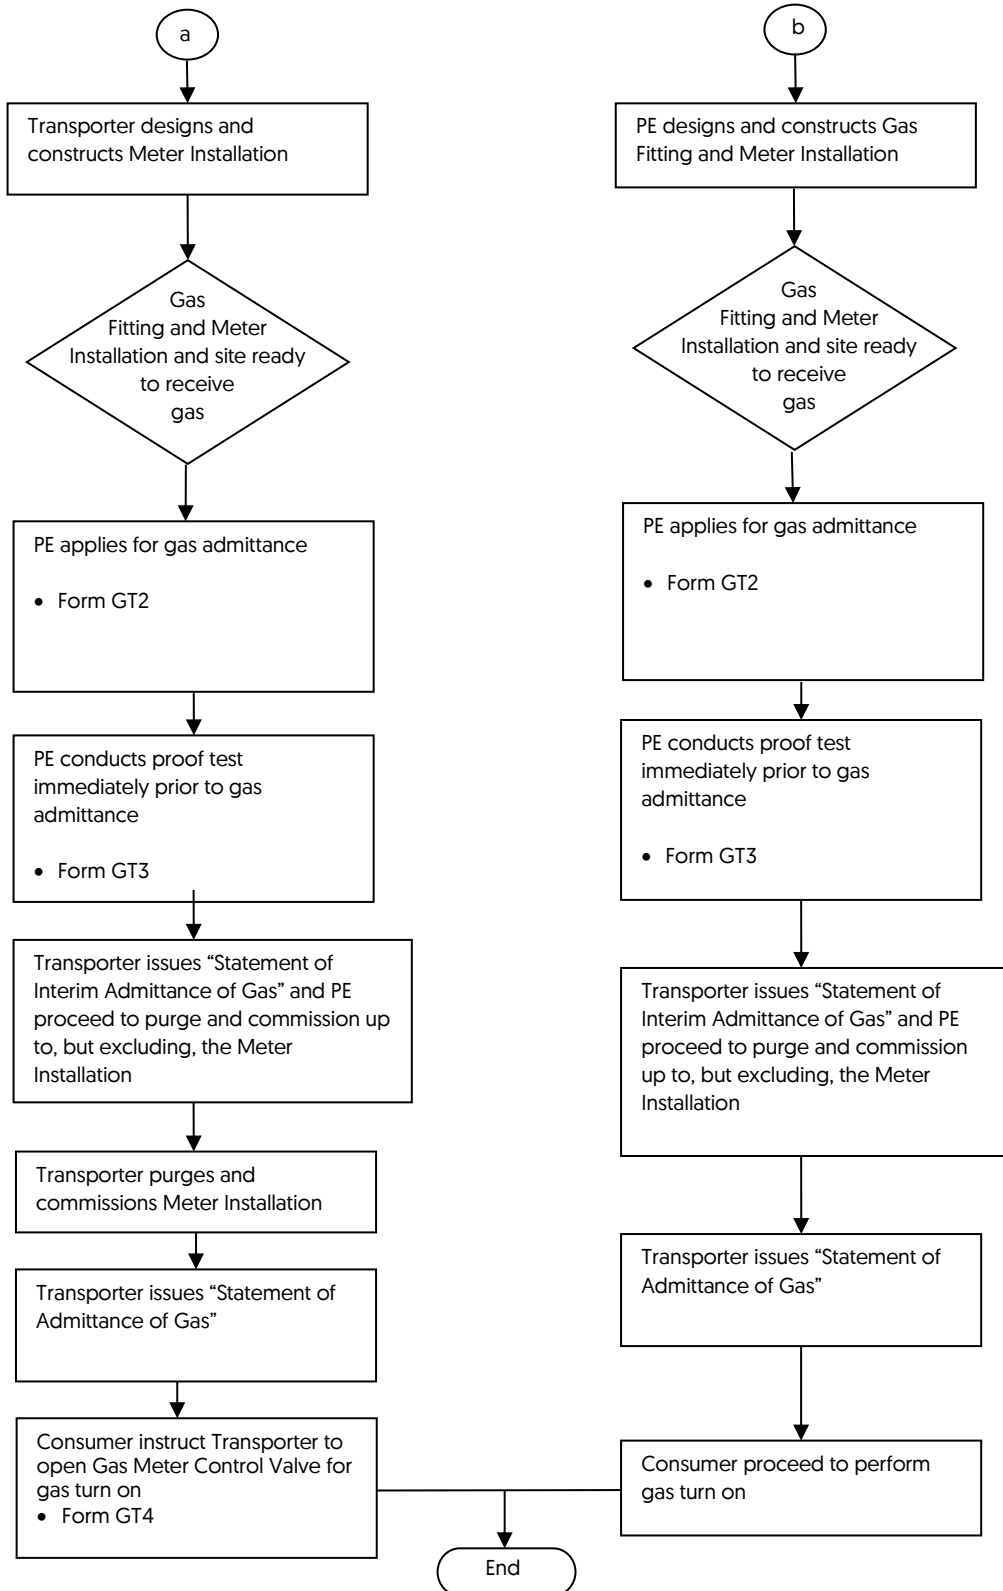 a
Transporter designs and
constructs Meter Installation
Gas
Fitting and Meter
Installation and site ready
to receive
gas
PE applies for gas admittance
• Form GT2
PE conducts proof test
immediately prior to gas
admittance
• Form GT3
Transporter issues “Statement of
Interim Admittance of Gas” and PE
proceed to purge and commission up
to, but excluding, the Meter
Installation
Transporter purges and
commissions Meter Installation
Transporter issues “Statement of
Admittance of Gas”
Consumer instruct Transporter to
open Gas Meter Control Valve for
gas turn on
• Form GT4
b
PE designs and constructs Gas
Fitting and Meter Installation
Gas
Fitting and Meter
Installation and site ready
to receive
gas
PE applies for gas admittance
• Form GT2
PE conducts proof test
immediately prior to gas
admittance
• Form GT3
Transporter issues “Statement of
Interim Admittance of Gas” and PE
proceed to purge and commission
up to, but excluding, the Meter
Installation
Transporter issues “Statement of
Admittance of Gas”
Consumer proceed to perform
gas turn on
End